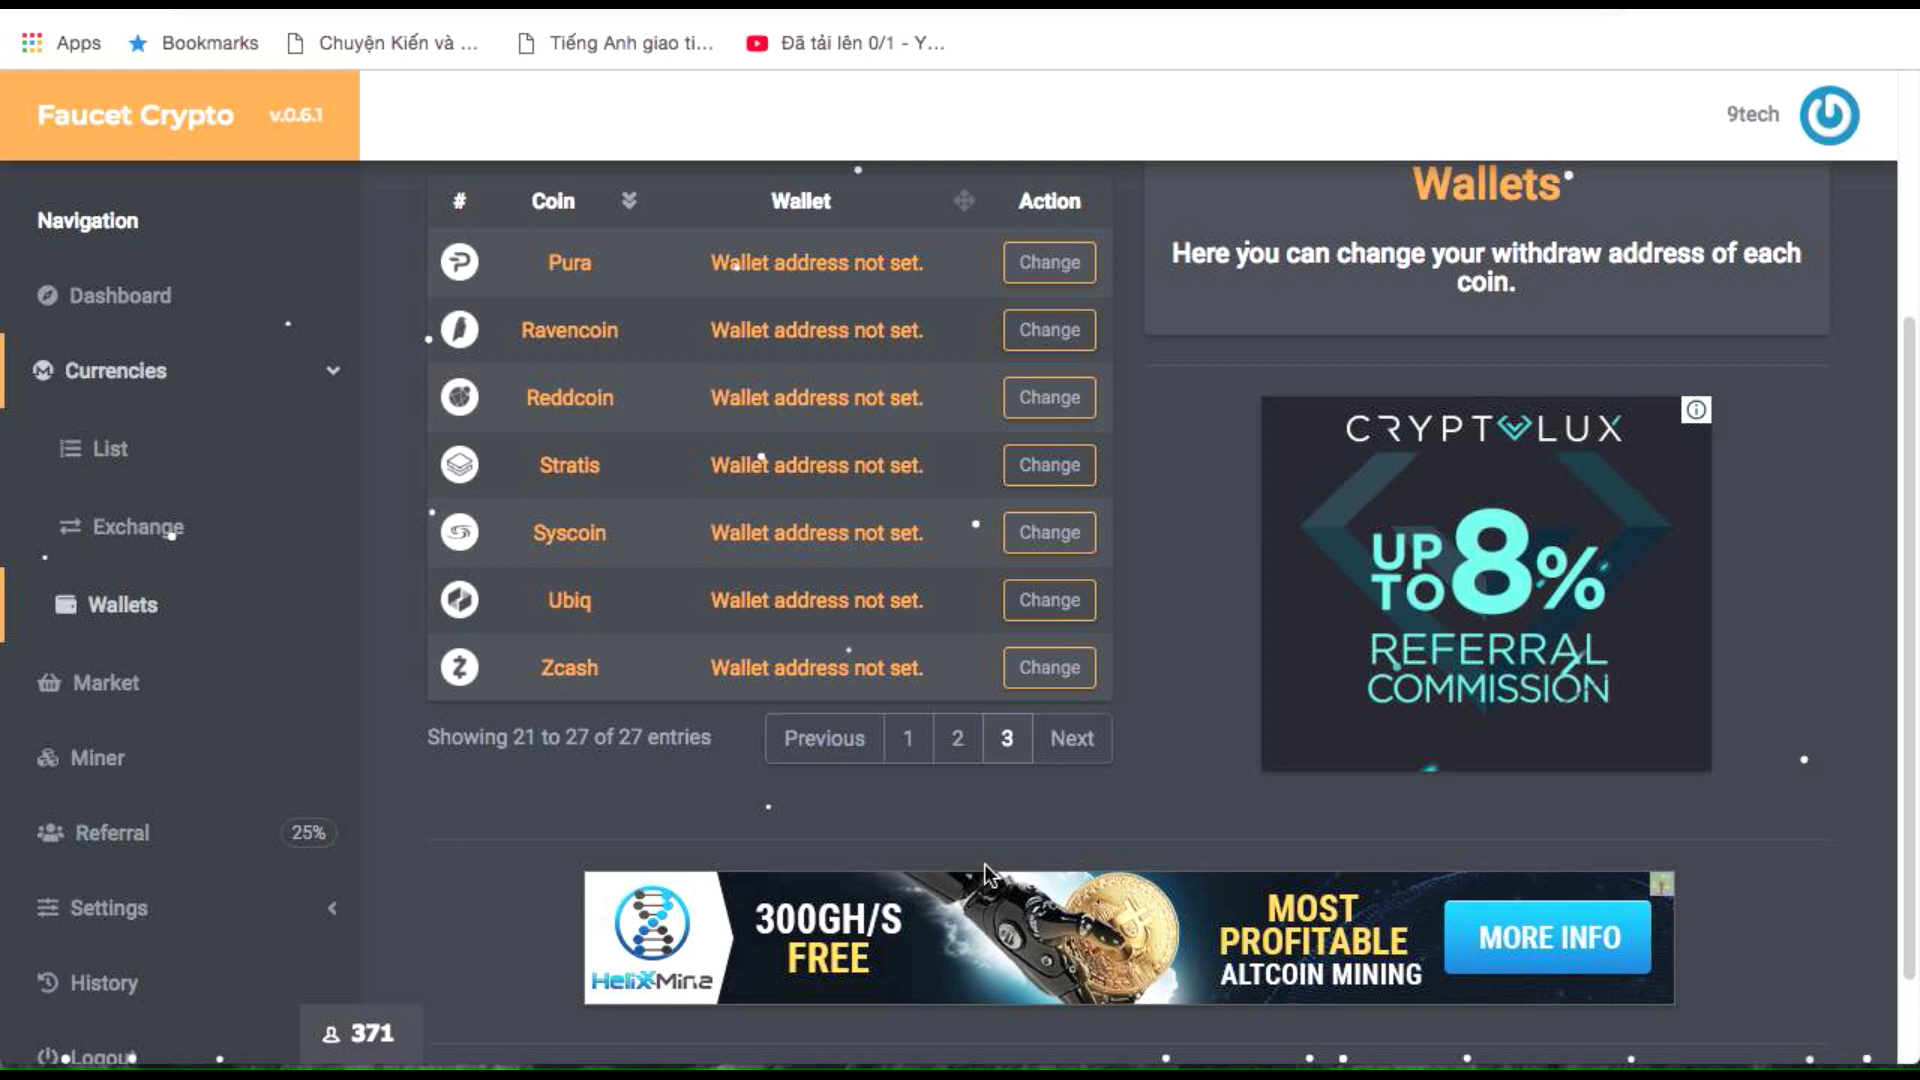 Apps
Bookmarks
Chuyện Kiến và ...
Tiếng Anh giao ti...
Đã tải lên 0/1 - Y...
Faucet Crypto v.0.6.1
9tech
Navigation
Dashboard
Currencies
List
Exchange
Wallets
Market
Miner
Referral 25%
Settings
History
Logout
371
# Coin Wallet Action
Pura Wallet address not set. Change
Ravencoin Wallet address not set. Change
Reddcoin Wallet address not set. Change
Stratis Wallet address not set. Change
Syscoin Wallet address not set. Change
Ubiq Wallet address not set. Change
Zcash Wallet address not set. Change
Showing 21 to 27 of 27 entries
Previous 1 2 3 Next
Wallets
Here you can change your withdraw address of each
coin.
CRYPTOLUX
UP
TO 8%
REFERRAL
COMMISSION
HeliXMine
300GH/S
FREE
MOST
PROFITABLE
ALTCOIN MINING
MORE INFO